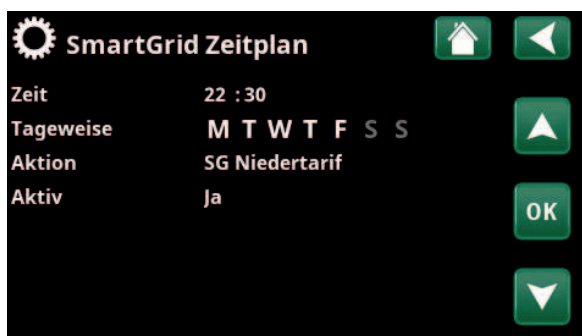 SmartGrid Zeitplan
Zeit 22 :30
Tageweise M T W T F S S
Aktion SG Niedertarif
Aktiv Ja
OK